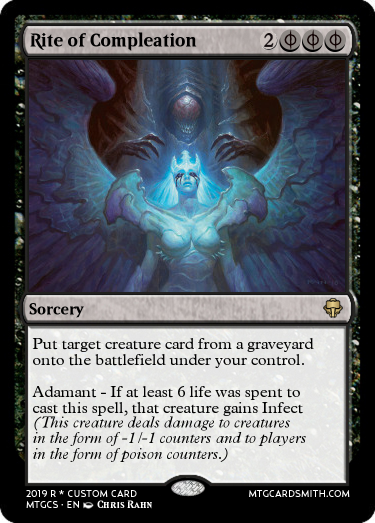 Rite of Compleation 2
Sorcery
Put target creature card from a graveyard
onto the battlefield under your control.
Adamant - If at least 6 life was spent to
cast this spell, that creature gains Infect
(This creature deals damage to creatures
in the form of -1/-1 counters and to players
in the form of poison counters.)
2019 R * CUSTOM CARD
MTGCS · EN Chris Rahn
MTGCARDSMITH.COM